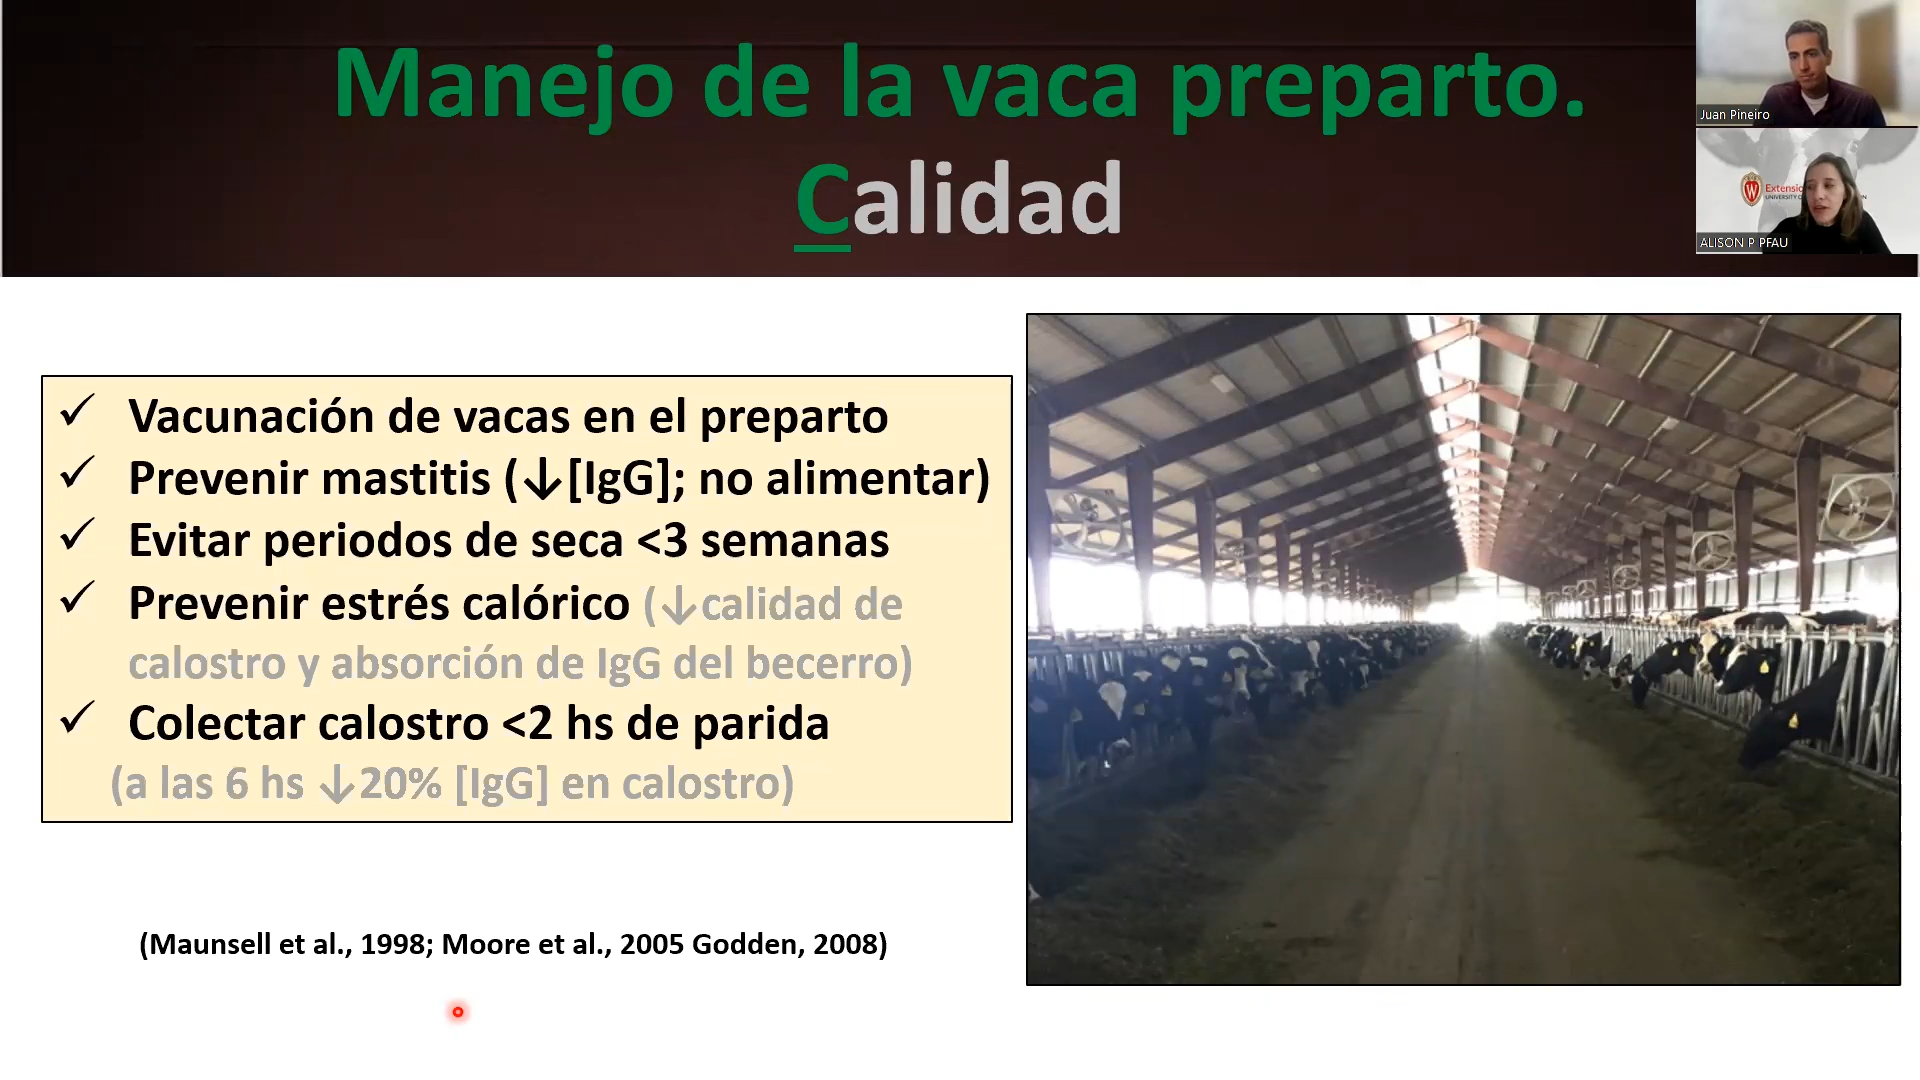 Manejo de la vaca preparto.
Calidad
Juan Pineiro
Extensio
ALISON P PFAU
✓ Vacunación de vacas en el preparto
✓ Prevenir mastitis (↓[IgG]; no alimentar)
✓ Evitar periodos de seca <3 semanas
✓ Prevenir estrés calórico (↓calidad de
calostro y absorción de IgG del becerro)
✓ Colectar calostro <2 hs de parida
(a las 6 hs ↓20% [IgG] en calostro)
(Maunsell et al., 1998; Moore et al., 2005 Godden, 2008)